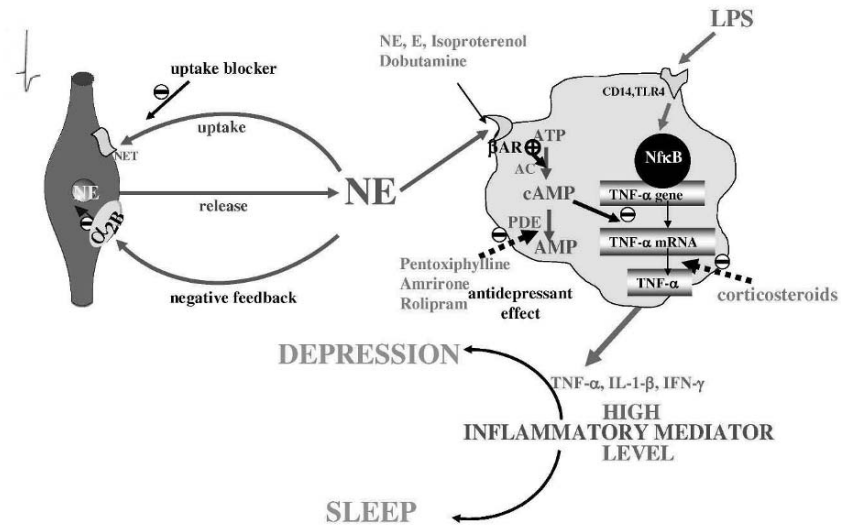 uptake blocker
uptake
NET
NE
release
α2B
negative feedback
NE
NE, E, Isoproterenol
Dobutamine
LPS
CD14,TLR4
βAR
ATP
AC
cAMP
PDE
AMP
NfκB
TNF-α gene
TNF-α mRNA
TNF-α
Pentoxiphylline
Amrirone
Rolipram
antidepressant
effect
corticosteroids
DEPRESSION
TNF-α, IL-1-β, IFN-γ
HIGH
INFLAMMATORY MEDIATOR
LEVEL
SLEEP